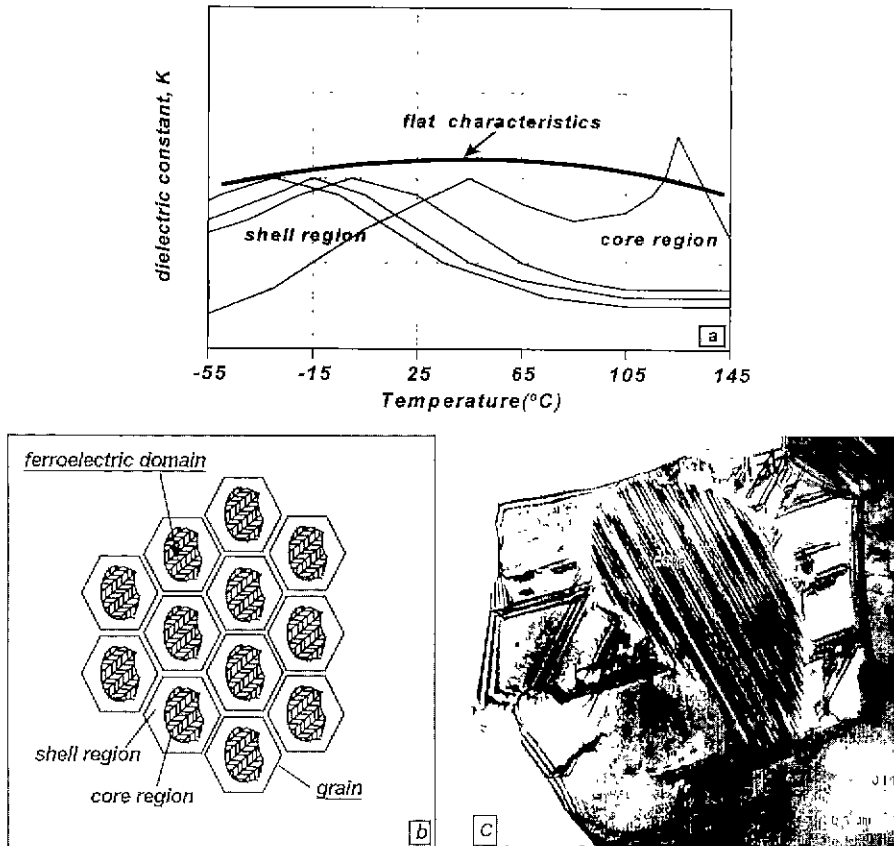 dielectric constant, K
flat characteristics
shell region
core region
a
-55 -15 25 65 105 145
Temperature(°C)
ferroelectric domain
shell region
core region
grain
b
C